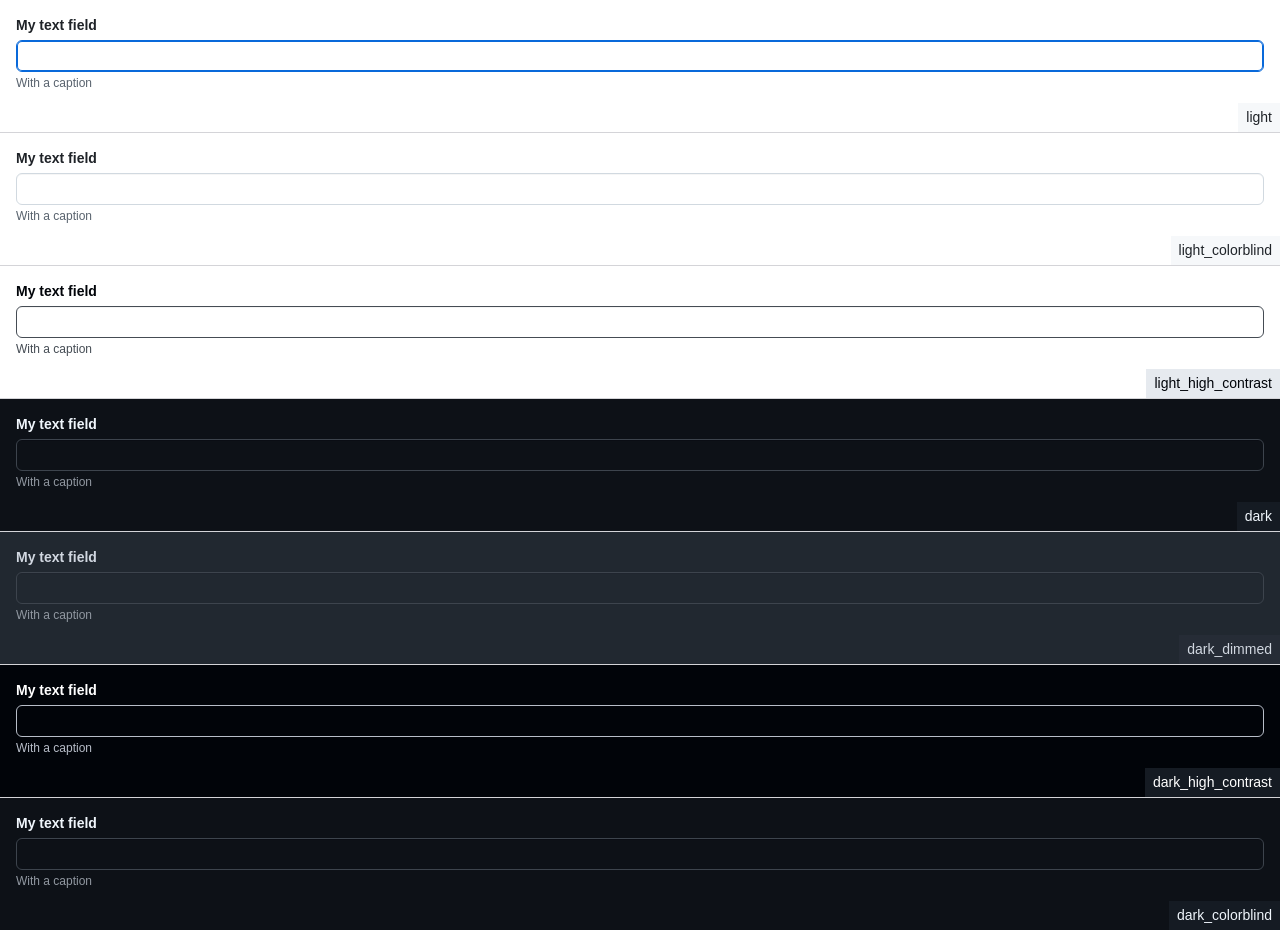 My text field
With a caption
light
My text field
With a caption
light_colorblind
My text field
With a caption
light_high_contrast
My text field
With a caption
dark
My text field
With a caption
dark_dimmed
My text field
With a caption
dark_high_contrast
My text field
With a caption
dark_colorblind